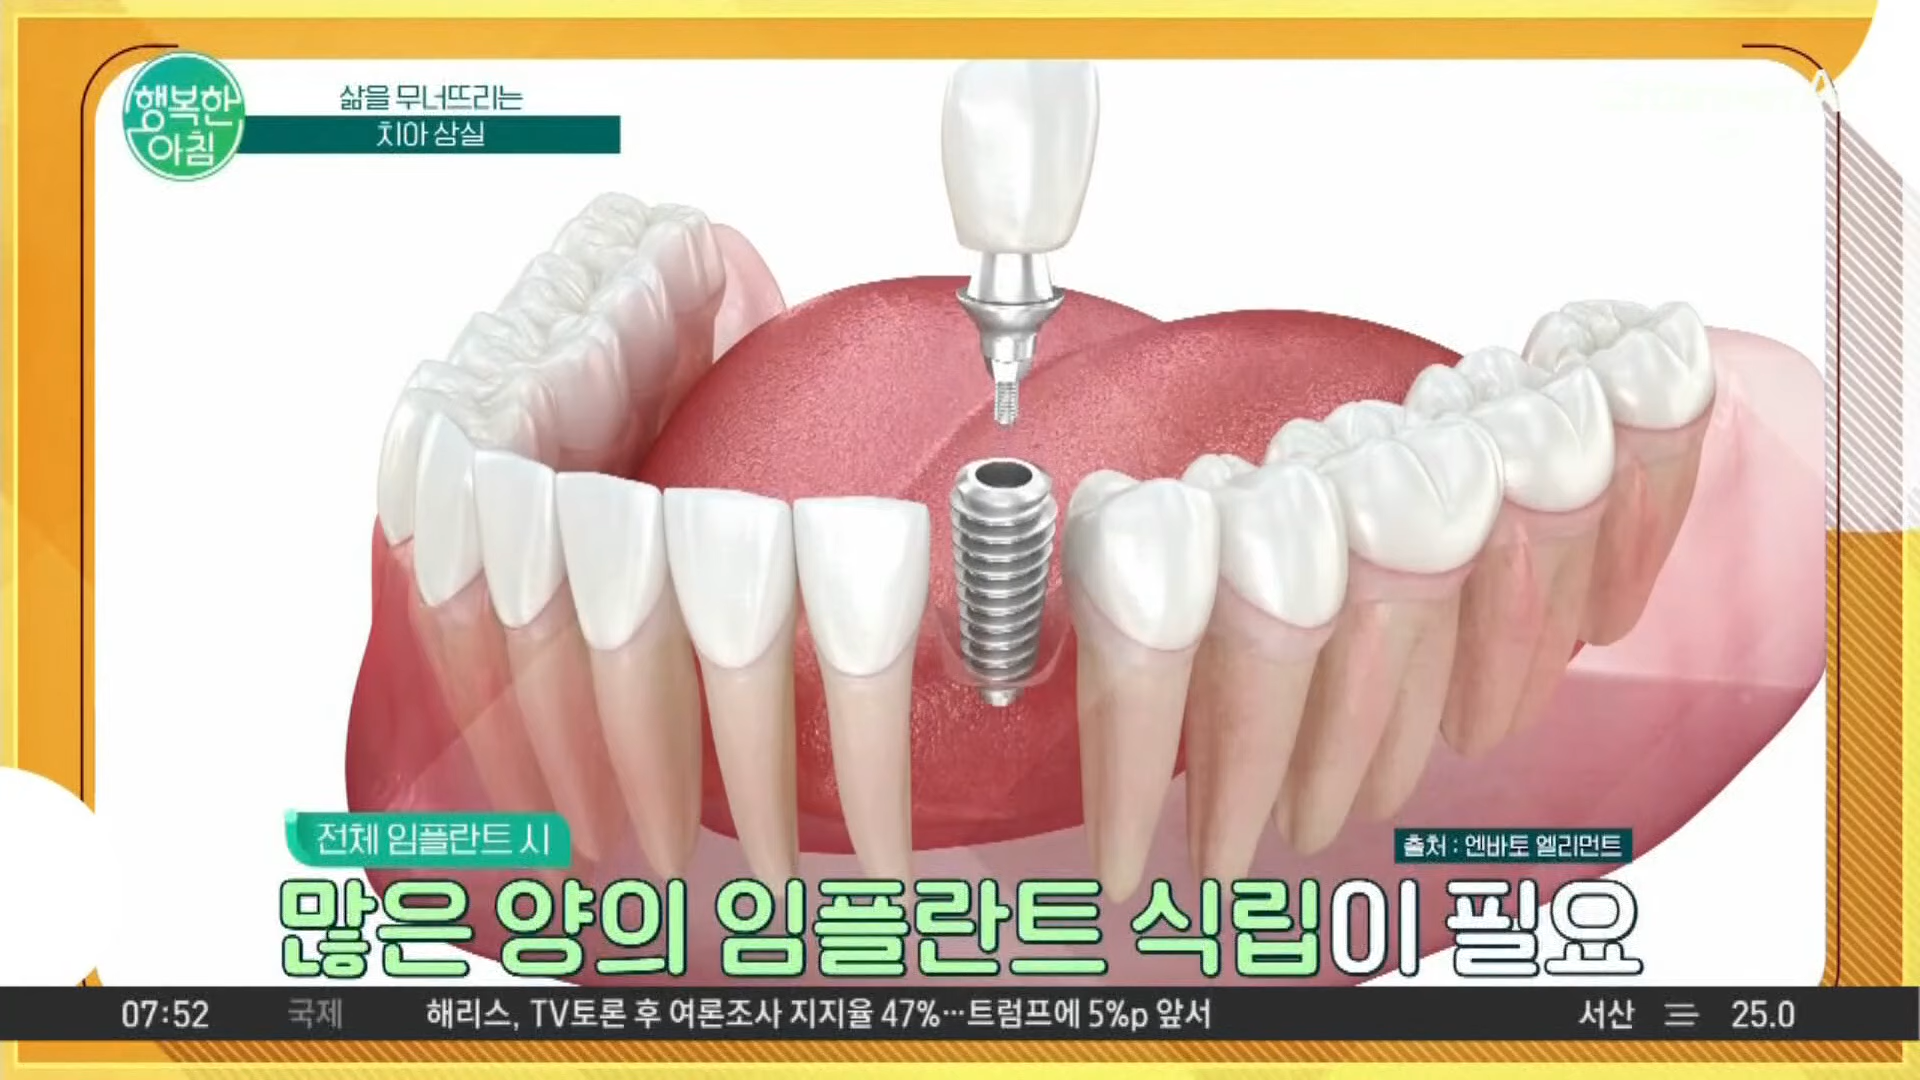 행복한
아침
삶을 무너뜨리는
치아 상실
전체 임플란트 시
출처 : 엔바토 엘리먼트
많은 양의 임플란트 식립이 필요
07:52 국제 해리스, TV토론 후 여론조사 지지율 47%…트럼프에 5%p 앞서 서산 25.0